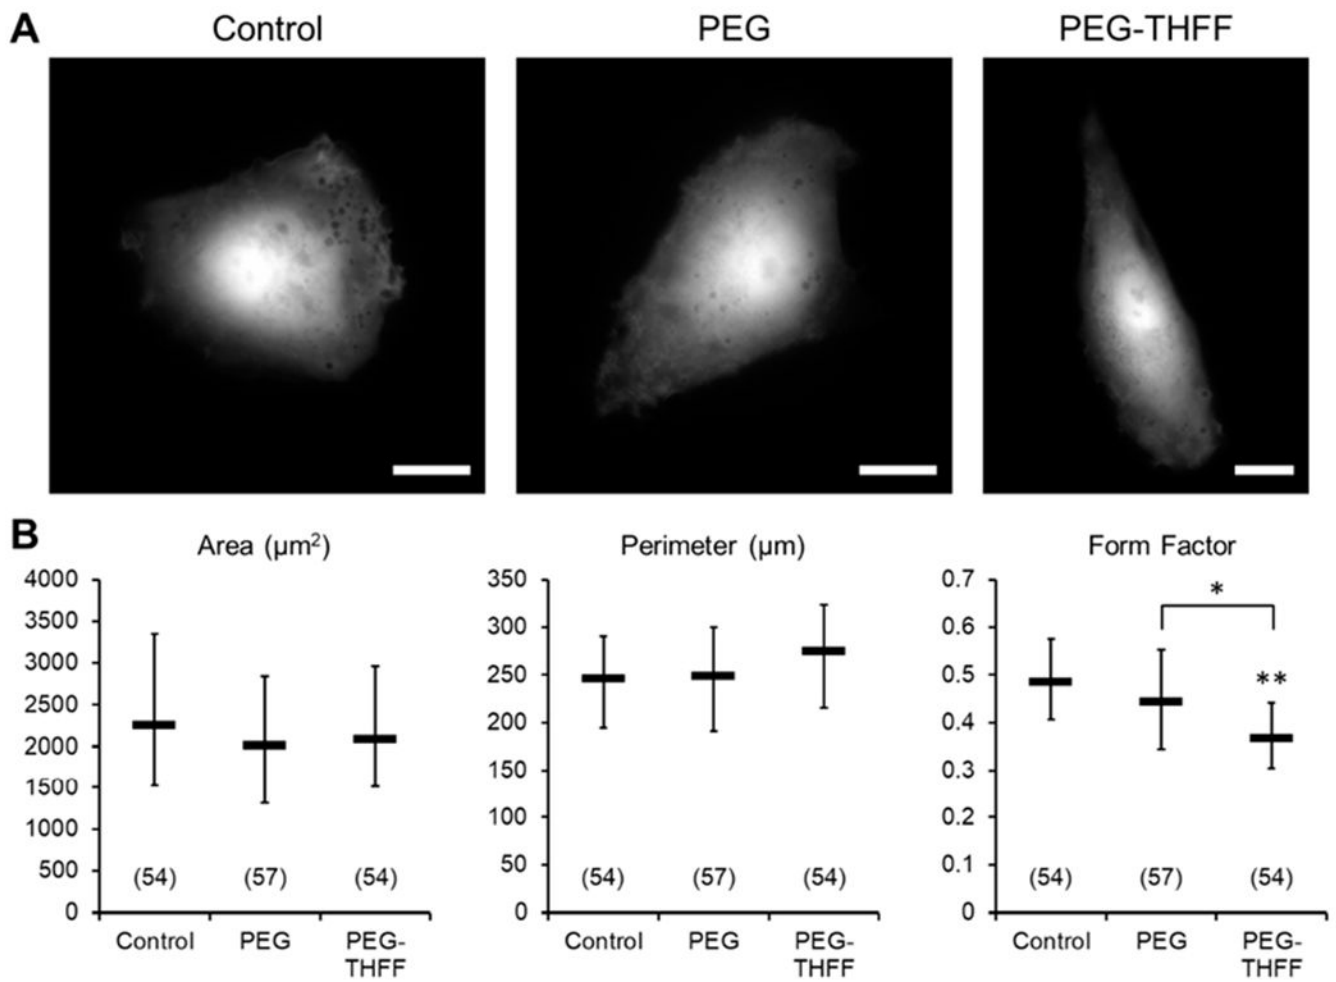 A
Control
PEG
PEG-THFF
B
Area (µm²)
4000
3500
3000
2500
2000
1500
1000
500
0
(54)
(57)
(54)
Control
PEG
PEG-
THFF
Perimeter (µm)
350
300
250
200
150
100
50
0
(54)
(57)
(54)
Control
PEG
PEG-
THFF
Form Factor
0.7
0.6
0.5
0.4
0.3
0.2
0.1
0
*
**
(54)
(57)
(54)
Control
PEG
PEG-
THFF